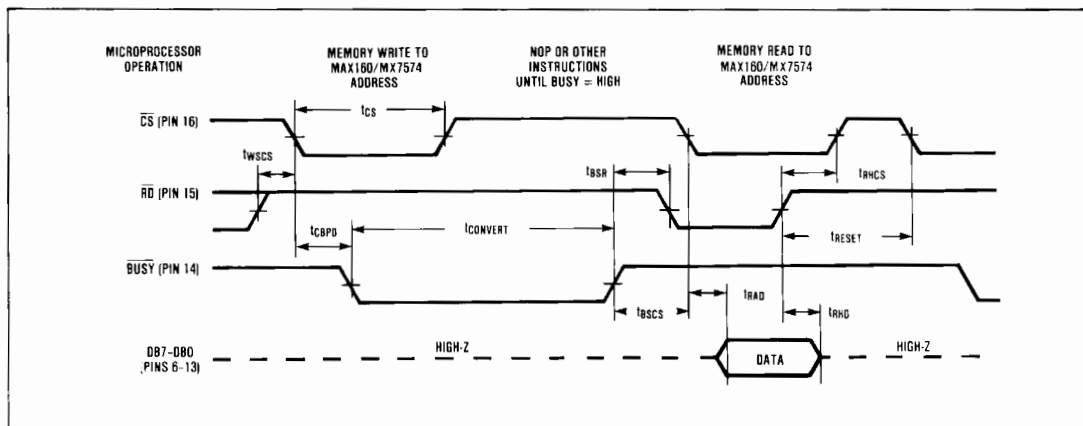 MICROPROCESSOR
OPERATION
MEMORY WRITE TO
MAX160/MX7574
ADDRESS
NOP OR OTHER
INSTRUCTIONS
UNTIL BUSY = HIGH
MEMORY READ TO
MAX160/MX7574
ADDRESS
CS (PIN 16)
tCS
tWSCS
tBSR
tRHCS
RD (PIN 15)
tCBPD
tCONVERT
tRESET
BUSY (PIN 14)
tBSCS
tRAD
tRHD
DB7-DB0
(PINS 6-13)
HIGH-Z
DATA
HIGH-Z